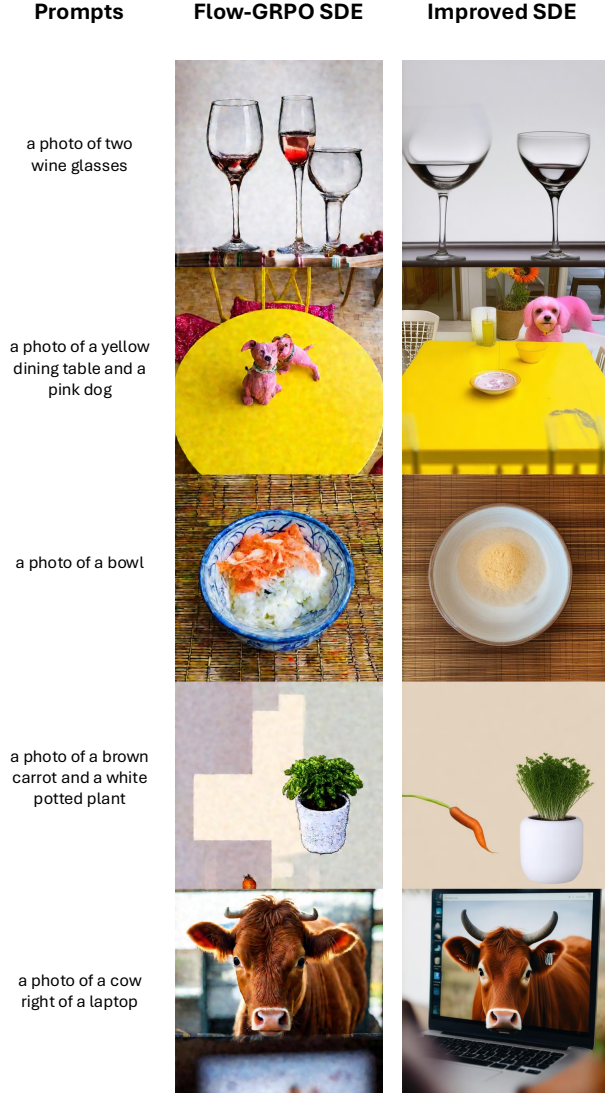 Prompts
Flow-GRPO SDE
Improved SDE
a photo of two
wine glasses
a photo of a yellow
dining table and a
pink dog
a photo of a bowl
a photo of a brown
carrot and a white
potted plant
a photo of a cow
right of a laptop